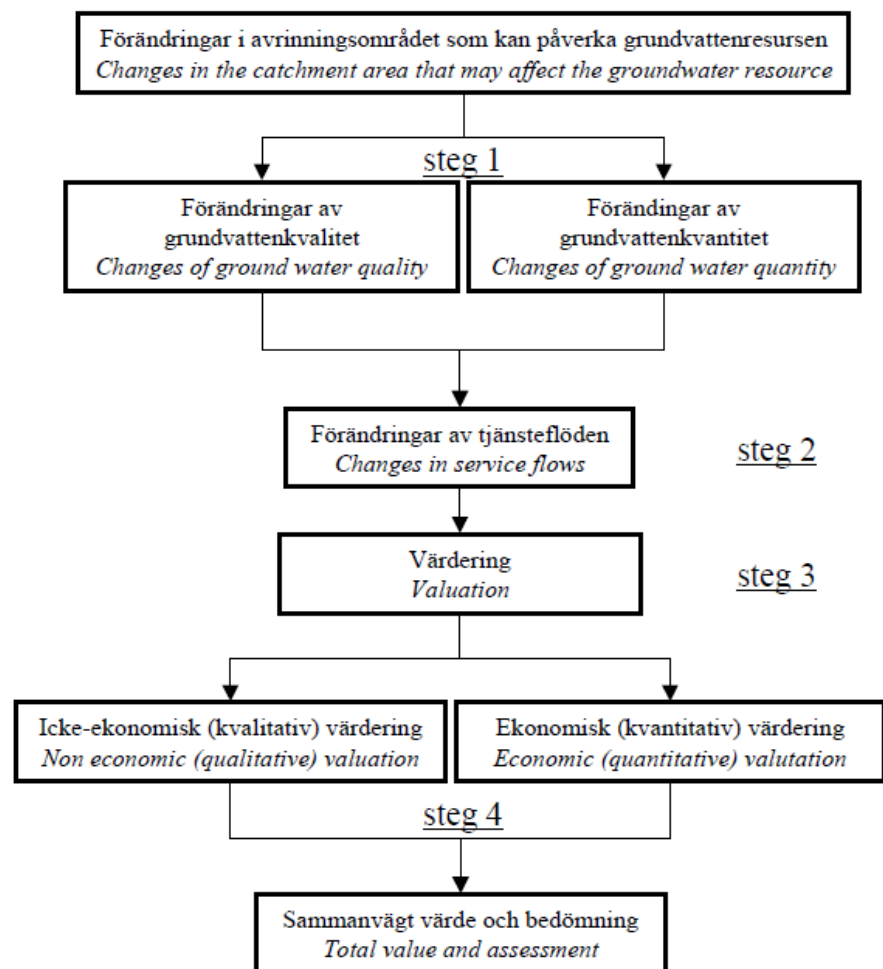 Förändringar i avrinningsområdet som kan påverka grundvattenresursen
Changes in the catchment area that may affect the groundwater resource
steg 1
Förändringar av
grundvattenkvalitet
Changes of ground water quality
Förändingar av
grundvattenkvantitet
Changes of ground water quantity
Förändringar av tjänsteflöden
Changes in service flows
steg 2
Värdering
Valuation
steg 3
Icke-ekonomisk (kvalitativ) värdering
Non economic (qualitative) valuation
Ekonomisk (kvantitativ) värdering
Economic (quantitative) valutation
steg 4
Sammanvägt värde och bedömning
Total value and assessment